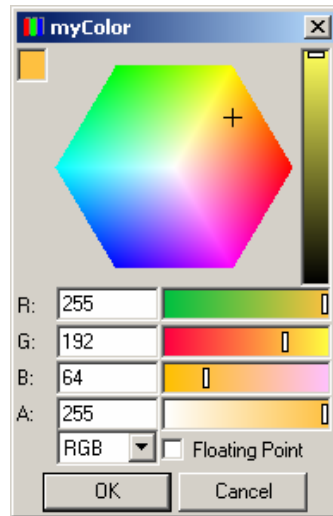 myColor
R: 255
G: 192
B: 64
A: 255
RGB Floating Point
OK Cancel